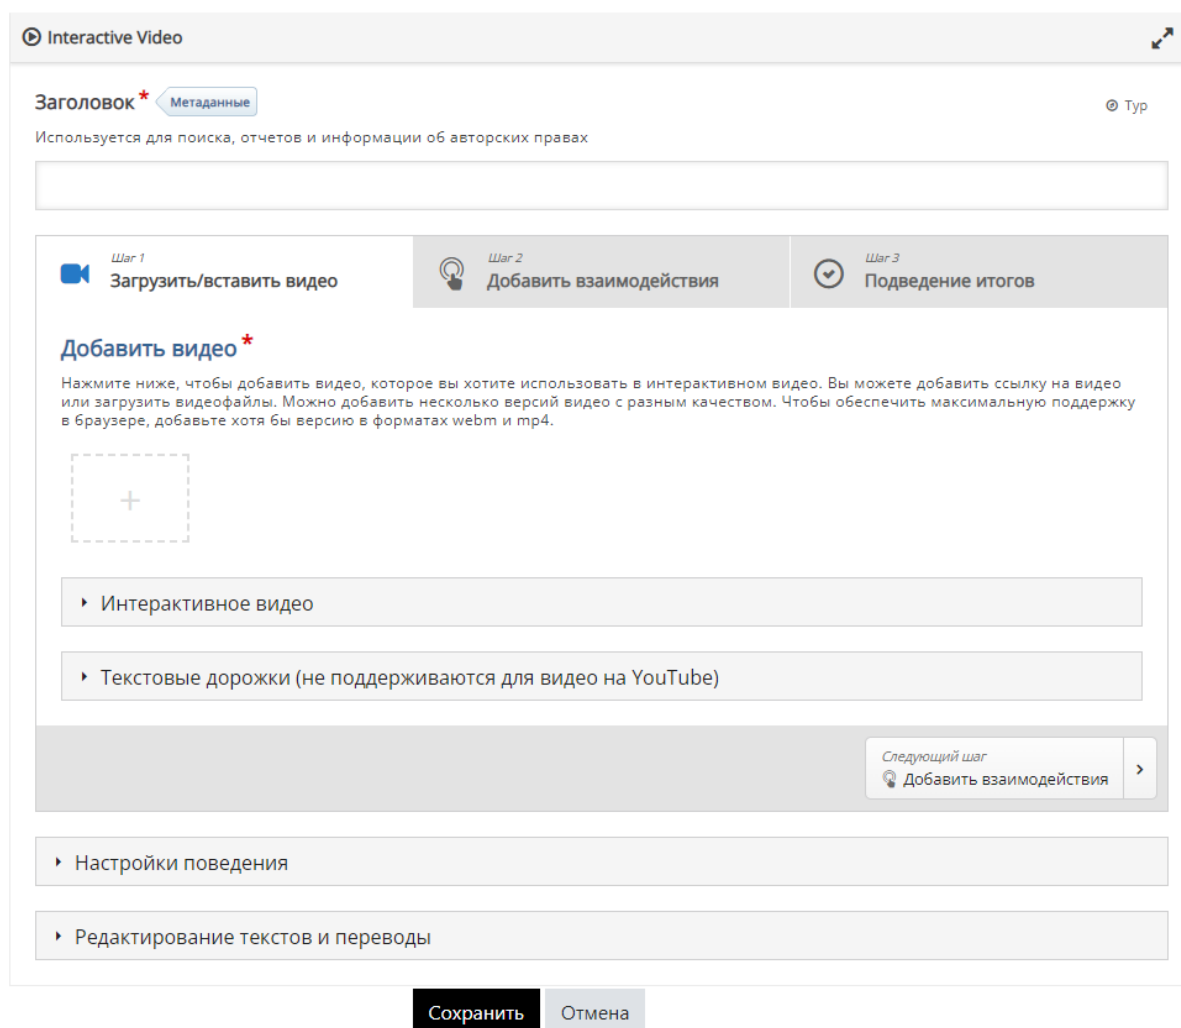 Interactive Video
Заголовок * Метаданные
Тур
Используется для поиска, отчетов и информации об авторских правах
Шаг 1
Загрузить/вставить видео
Шаг 2
Добавить взаимодействия
Шаг 3
Подведение итогов
Добавить видео *
Нажмите ниже, чтобы добавить видео, которое вы хотите использовать в интерактивном видео. Вы можете добавить ссылку на видео
или загрузить видеофайлы. Можно добавить несколько версий видео с разным качеством. Чтобы обеспечить максимальную поддержку
в браузере, добавьте хотя бы версию в форматах webm и mp4.
+
Интерактивное видео
Текстовые дорожки (не поддерживаются для видео на YouTube)
Следующий шаг
Добавить взаимодействия
Настройки поведения
Редактирование текстов и переводы
Сохранить Отмена